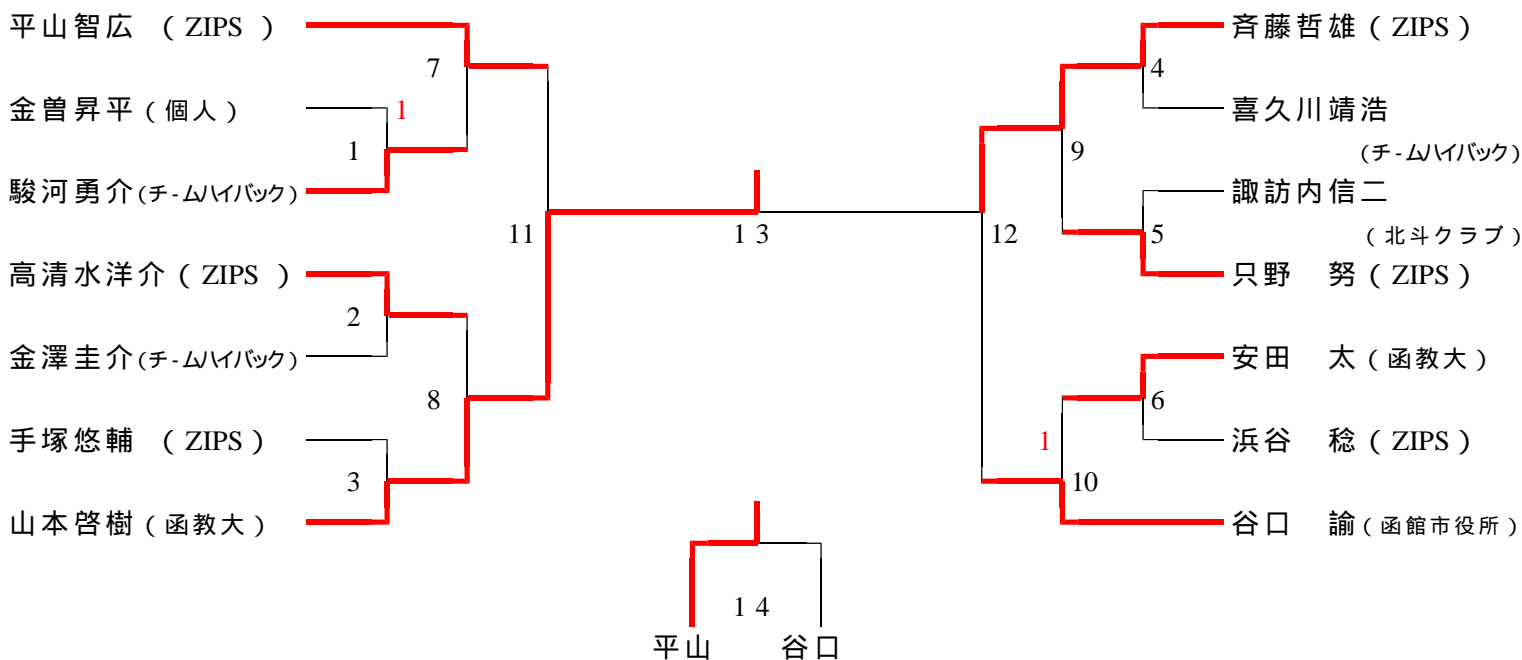 平山智広 ( ZIPS )
7
金曽昇平 ( 個人 )
1
1
駿河勇介 (チ-ムハイバック)
11
高清水洋介 ( ZIPS )
2
金澤圭介 (チ-ムハイバック)
8
手塚悠輔 ( ZIPS )
3
山本啓樹 ( 函教大 )
1 3
斉藤哲雄 ( ZIPS )
4
喜久川靖浩
(チ-ムハイバック)
9
諏訪内信二
( 北斗クラブ )
12
5
只野 努 ( ZIPS )
安田 太 ( 函教大 )
6
1
浜谷 稔 ( ZIPS )
10
谷口 諭 ( 函館市役所 )
1 4
平山 谷口